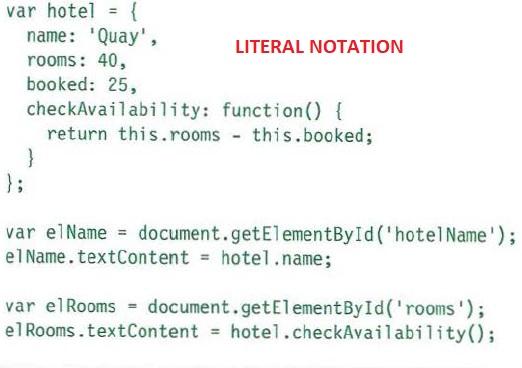 var hotel = {
  name: 'Quay',
  rooms: 40,
LITERAL NOTATION
  booked: 25,
  checkAvailability: function() {
    return this.rooms - this.booked;
  }
};

var elName = document.getElementById('hotelName');
elName.textContent = hotel.name;

var elRooms = document.getElementById('rooms');
elRooms.textContent = hotel.checkAvailability();